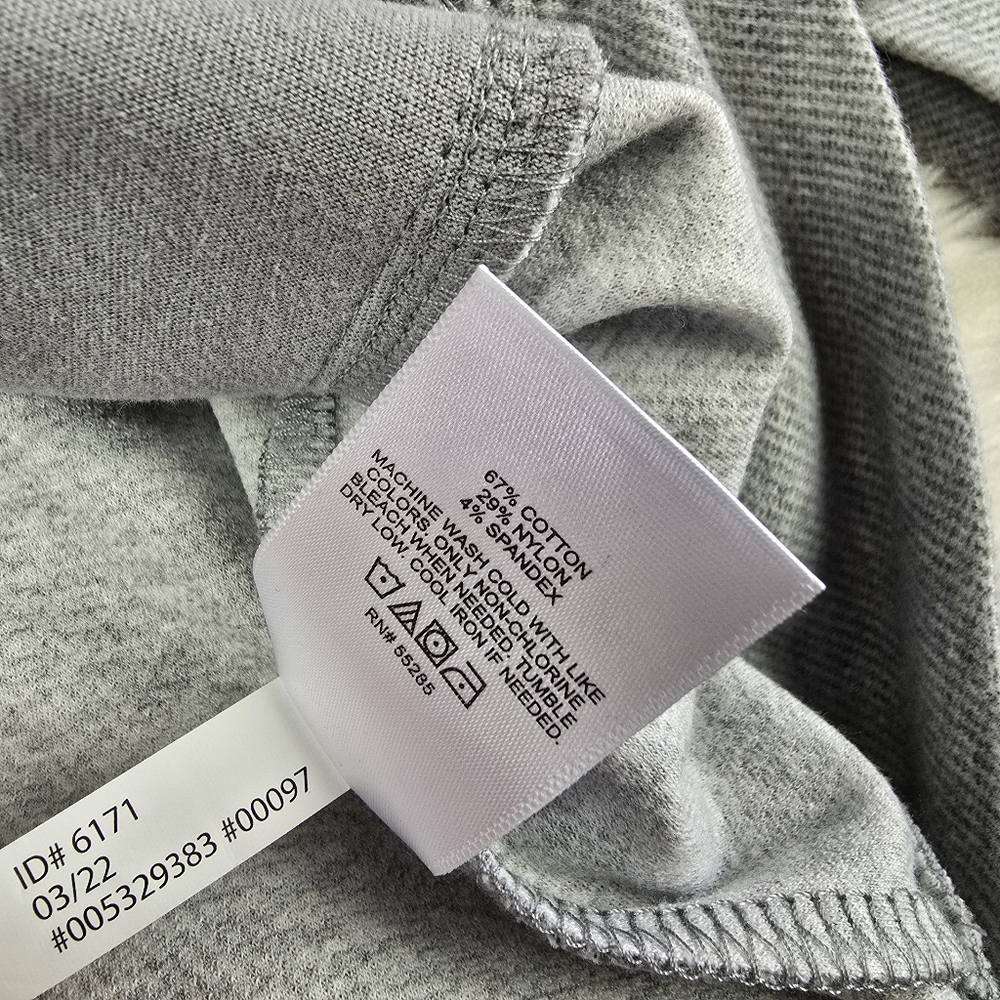 67% COTTON
29% NYLON
4% SPANDEX
MACHINE WASH COLD WITH LIKE
COLORS. ONLY NON-CHLORINE
BLEACH WHEN NEEDED. TUMBLE
DRY LOW. COOL IRON IF NEEDED.
RN# 55285
ID# 6171
03/22
#005329383 #00097